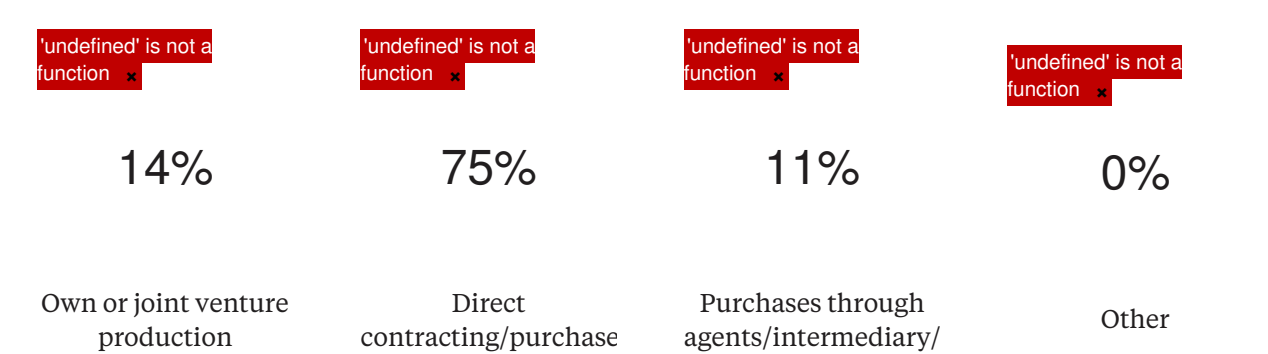 'undefined' is not a
function ×
'undefined' is not a
function ×
'undefined' is not a
function ×
'undefined' is not a
function ×
14%
75%
11%
0%
Own or joint venture
production
Direct
contracting/purchase
Purchases through
agents/intermediary/
Other